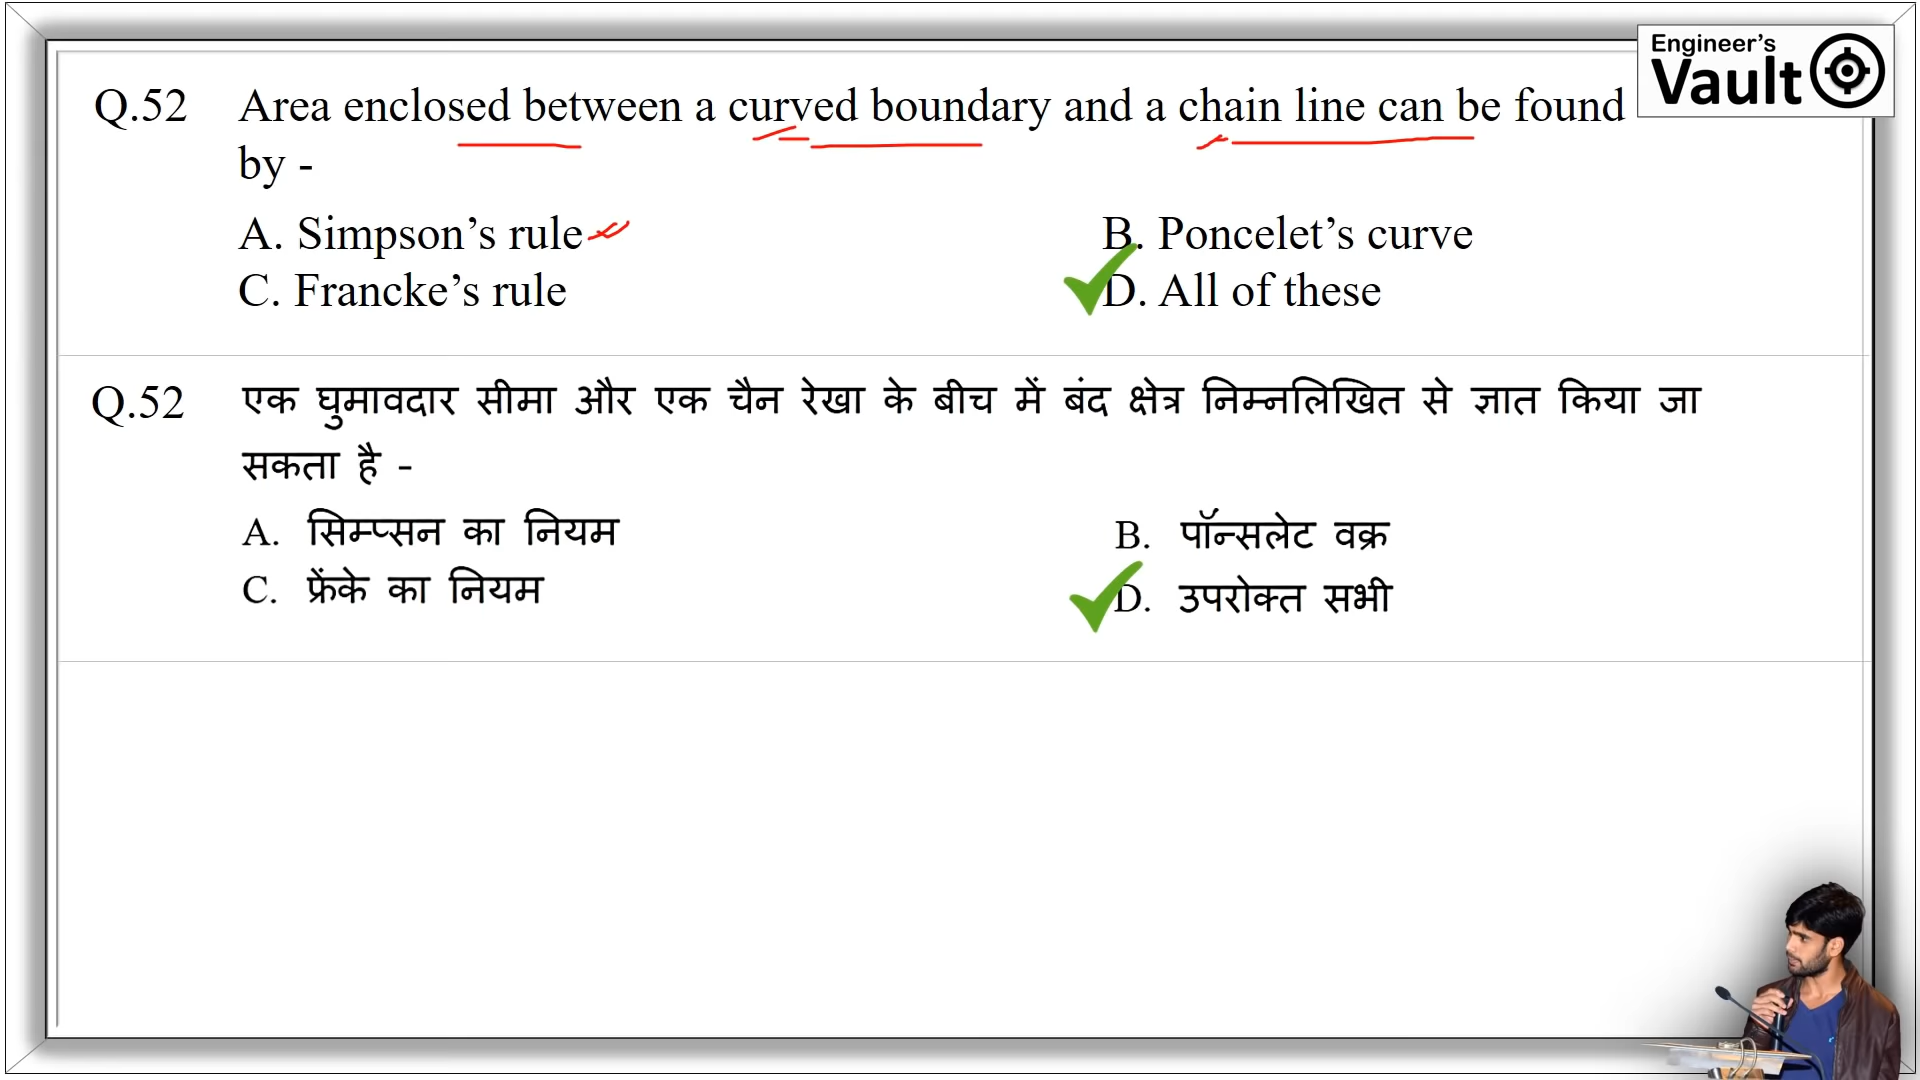 Engineer's
Vault
Q.52 Area enclosed between a curved boundary and a chain line can be found
by -
A. Simpson’s rule B. Poncelet’s curve
C. Francke’s rule D. All of these
Q.52 एक घुमावदार सीमा और एक चैन रेखा के बीच में बंद क्षेत्र निम्नलिखित से ज्ञात किया जा
सकता है -
A. सिम्प्सन का नियम B. पॉन्सलेट वक्र
C. फ्रेंके का नियम D. उपरोक्त सभी